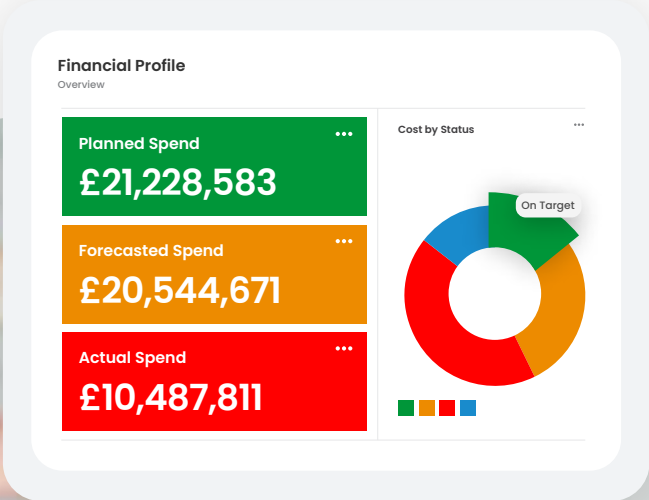 Financial Profile
Overview
Planned Spend
£21,228,583
Forecasted Spend
£20,544,671
Actual Spend
£10,487,811
Cost by Status
On Target